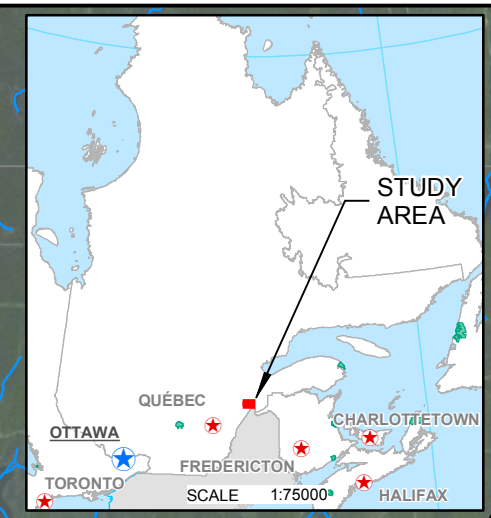 STUDY
AREA
QUÉBEC
CHARLOTTETOWN
OTTAWA
FREDERICTON
TORONTO
SCALE 1:75000
HALIFAX